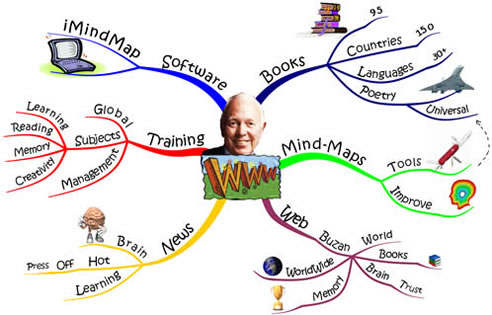 iMindMap
Software
Books
95
Countries
150
Languages
30+
Poetry
Universal
Training
Global
Subjects
Learning
Reading
Memory
Creativity
Management
Mind-Maps
Tools
Improve
WWW
News
Brain
Press Off Hot
Learning
Web
Buzan
World
Books
Brain Trust
Memory
WorldWide